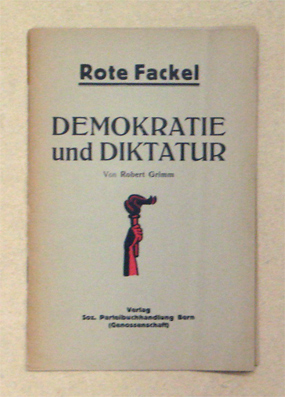 Rote Fackel
DEMOKRATIE
und DIKTATUR
Von Robert Grimm
Verlag
Soz. Parteibuchhandlung Bern
(Genossenschaft)